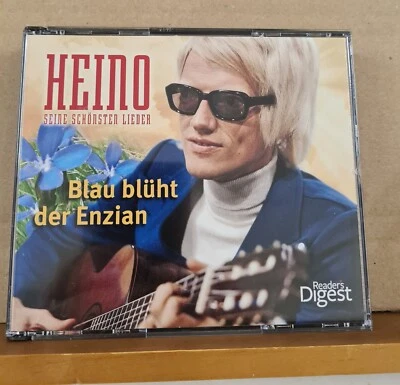 HEINO
SEINE SCHÖNSTEN LIEDER
Blau blüht
der Enzian
Reader's
Digest